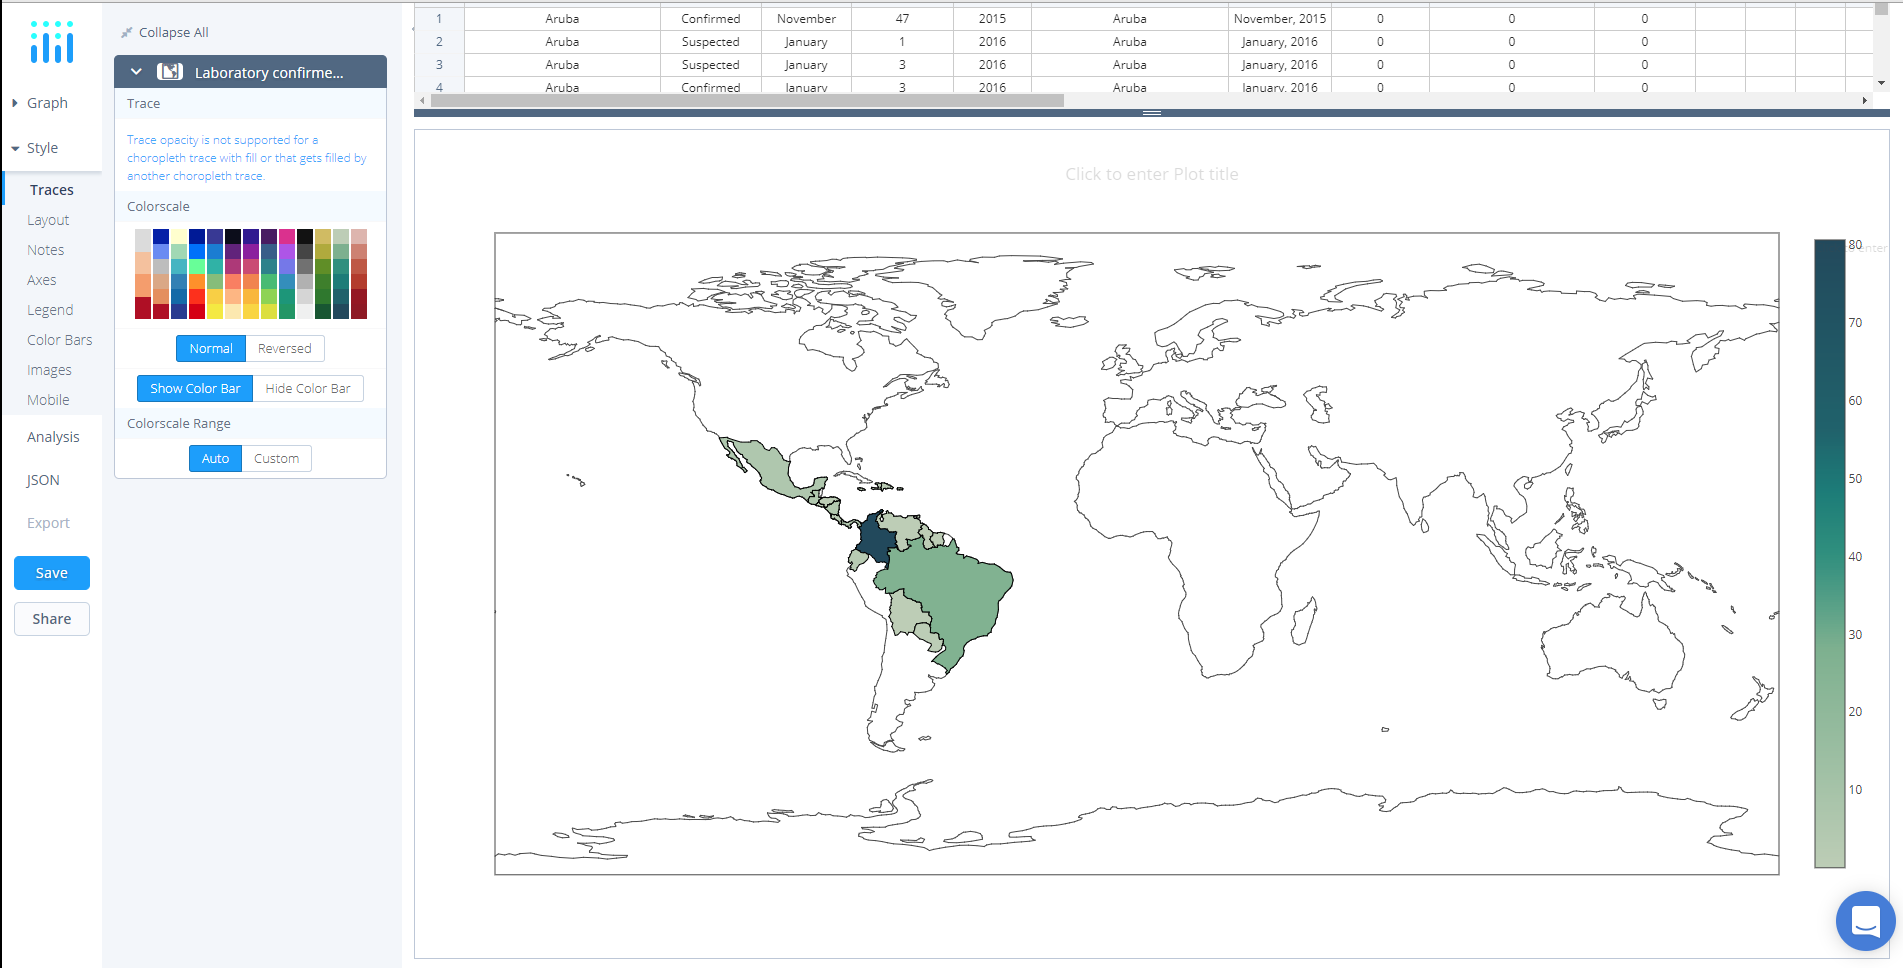 Collapse All
Laboratory confirme...
Trace
Trace opacity is not supported for a
choropleth trace with fill or that gets filled by
another choropleth trace.
Colorscale
Normal Reversed
Show Color Bar Hide Color Bar
Colorscale Range
Auto Custom
Graph
Style
Traces
Layout
Notes
Axes
Legend
Color Bars
Images
Mobile
Analysis
JSON
Export
Save
Share
1 Aruba Confirmed November 47 2015 Aruba November, 2015 0 0 0
2 Aruba Suspected January 1 2016 Aruba January, 2016 0 0 0
3 Aruba Suspected January 3 2016 Aruba January, 2016 0 0 0
4 Aruba Confirmed January 3 2016 Aruba January, 2016 0 0 0
Click to enter Plot title
80
70
60
50
40
30
20
10